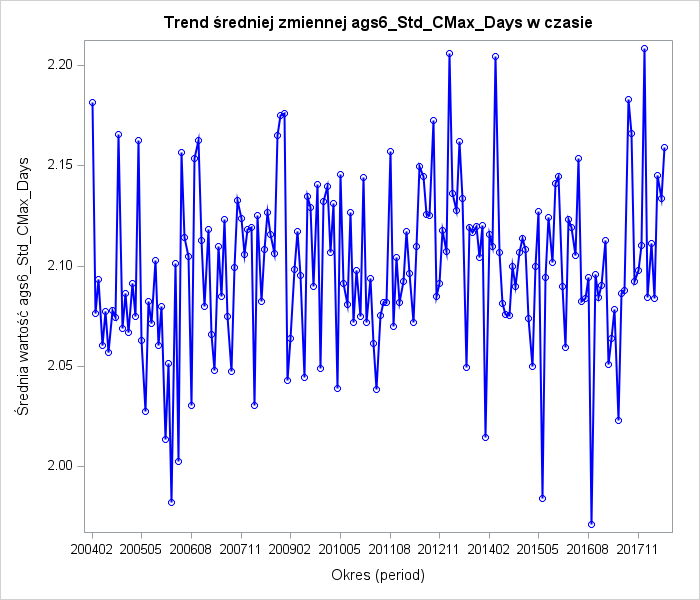 Trend średniej zmiennej ags6_Std_CMax_Days w czasie
Średnia wartość ags6_Std_CMax_Days
2.20
2.15
2.10
2.05
2.00
200402 200505 200608 200711 200902 201005 201108 201211 201402 201505 201608 201711
Okres (period)